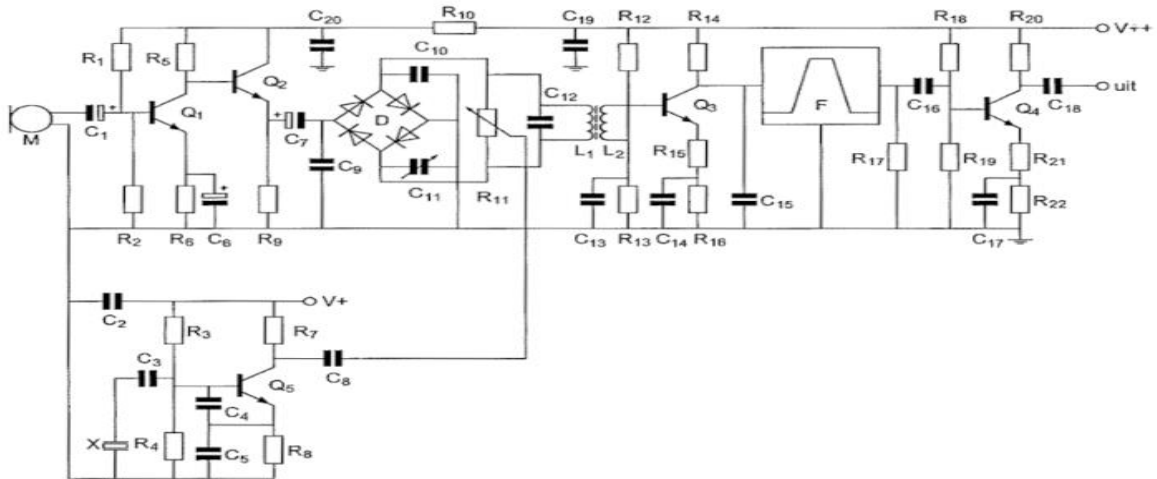 C20 R10 C19 R12 R14 R18 R20 V++
R1 R5 C10
Q2 C12 Q3 F C16 Q4 C18 uit
M C1 Q1 C7 D
C9 L1 L2 R15 R17 R19 R21
C11 R11 C15 R22
R2 R6 C6 R9 C13 R13 C14 R16 C17
C2 V+
R3 R7
C3 C8
Q5
C4
X R4 C5 R8